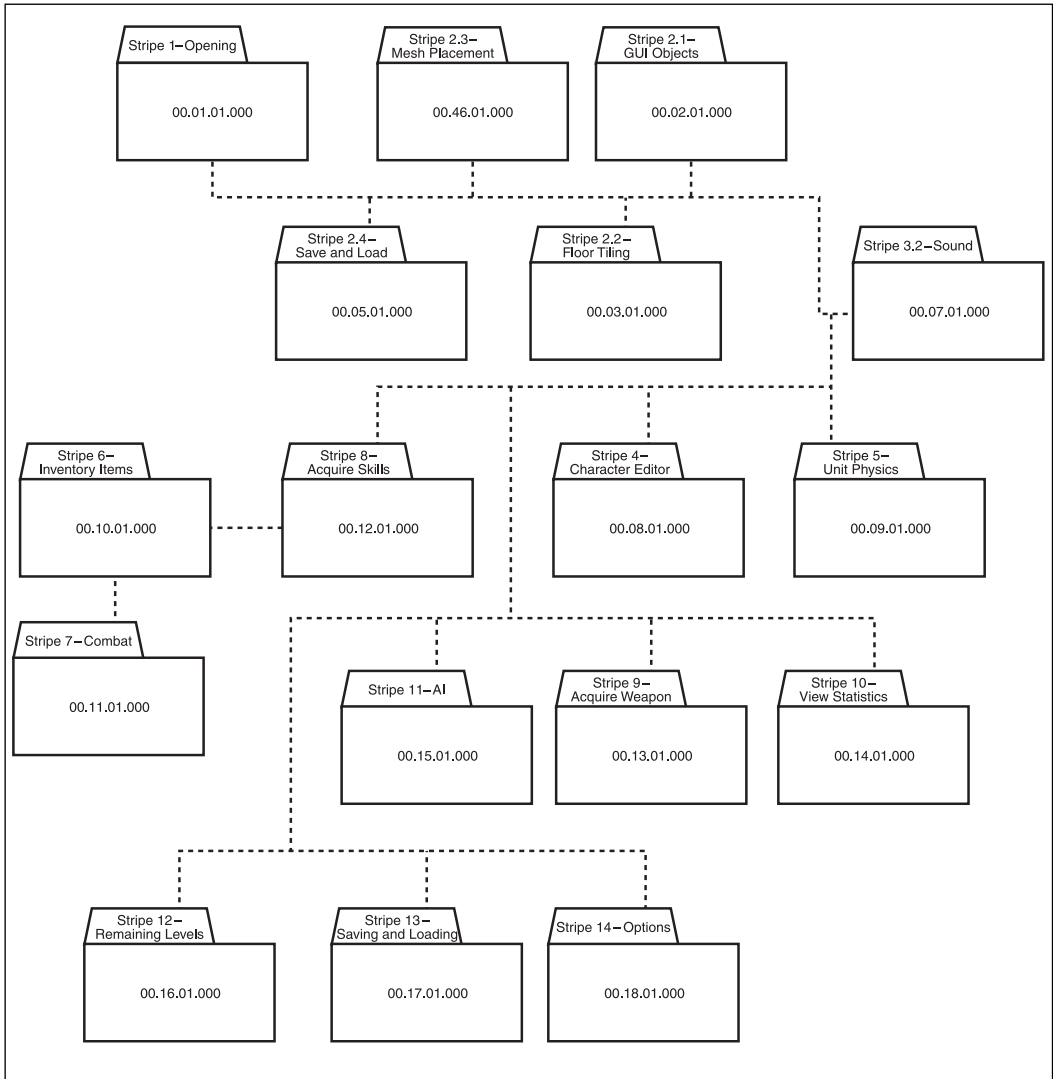 Stripe 1–Opening
00.01.01.000
Stripe 2.3–
Mesh Placement
00.46.01.000
Stripe 2.1–
GUI Objects
00.02.01.000
Stripe 2.4–
Save and Load
00.05.01.000
Stripe 2.2–
Floor Tiling
00.03.01.000
Stripe 3.2–Sound
00.07.01.000
Stripe 6–
Inventory Items
00.10.01.000
Stripe 8–
Acquire Skills
00.12.01.000
Stripe 4–
Character Editor
00.08.01.000
Stripe 5–
Unit Physics
00.09.01.000
Stripe 7–Combat
00.11.01.000
Stripe 11–AI
00.15.01.000
Stripe 9–
Acquire Weapon
00.13.01.000
Stripe 10–
View Statistics
00.14.01.000
Stripe 12–
Remaining Levels
00.16.01.000
Stripe 13–
Saving and Loading
00.17.01.000
Stripe 14–Options
00.18.01.000